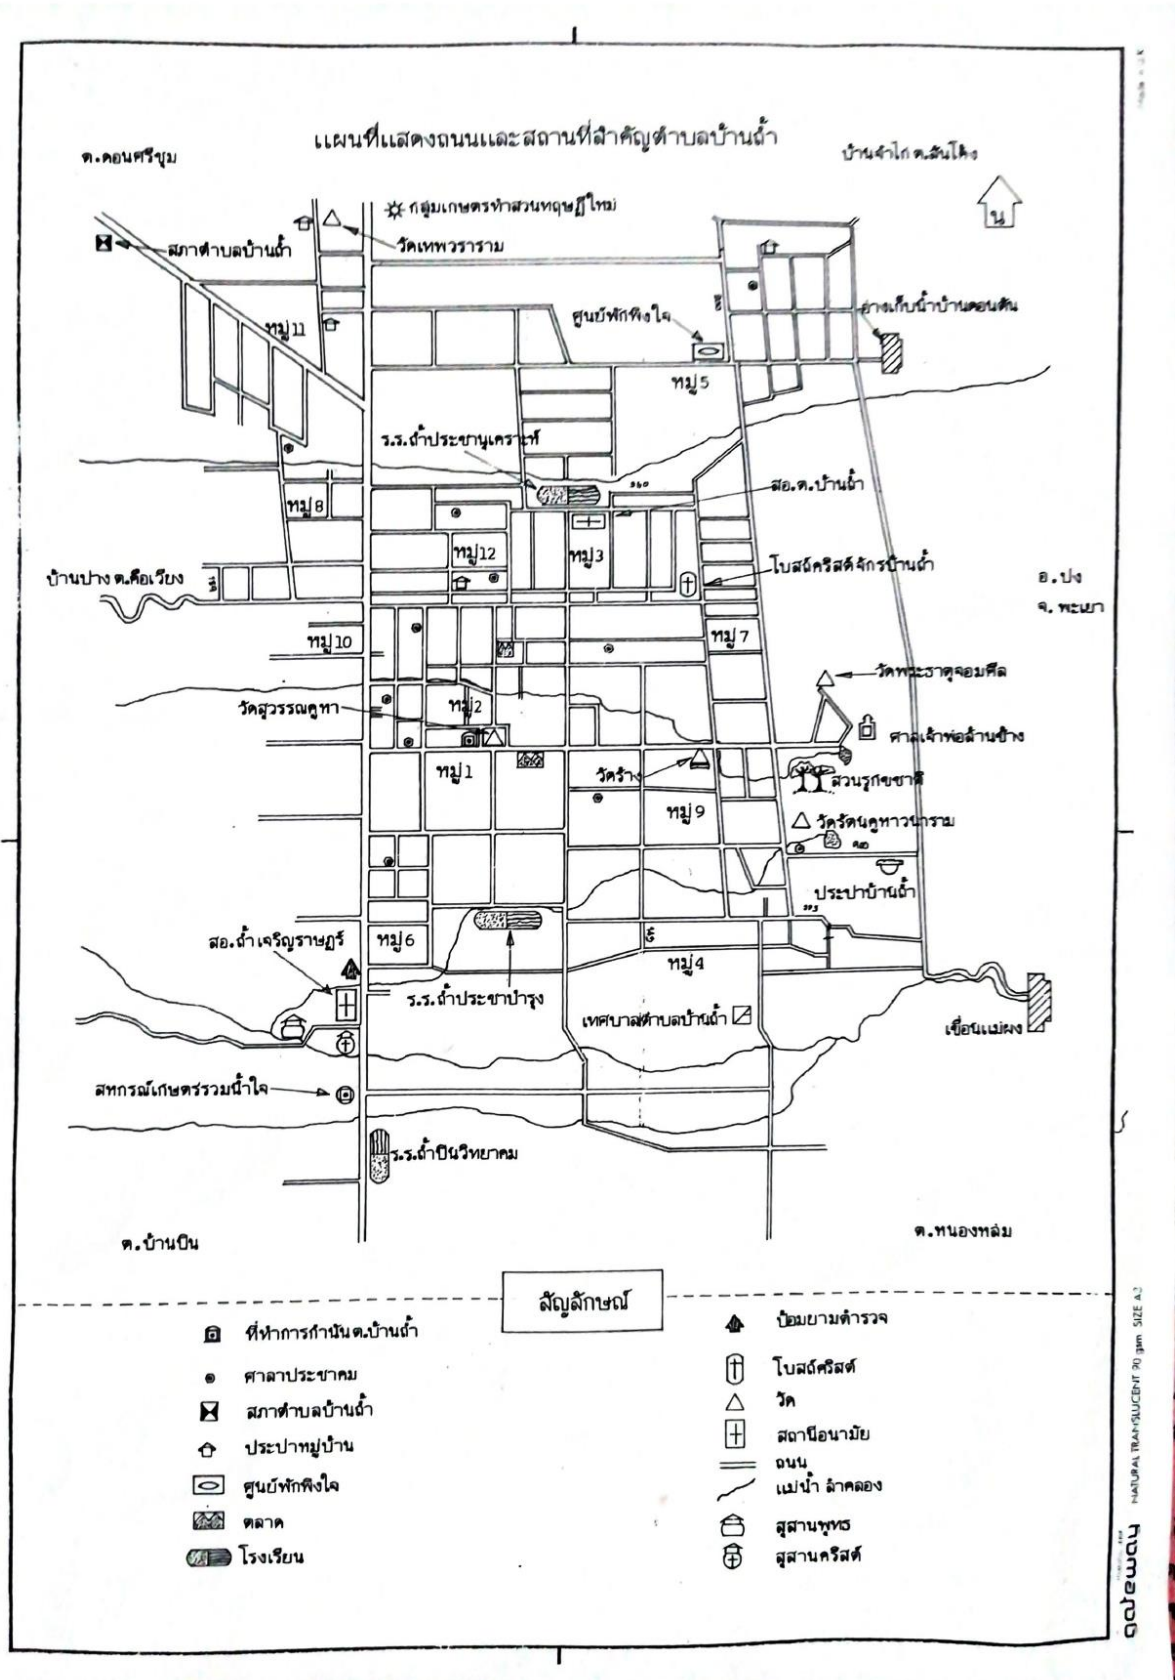 แผนที่แสดงถนนและสถานที่สำคัญตำบลบ้านถ้ำ
ต.ดอนศรีชุม
บ้านจำไก่ ต.สันโค้ง
น
กลุ่มเกษตรทำสวนทฤษฎีใหม่
วัดเทพวราราม
สภาตำบลบ้านถ้ำ
อ่างเก็บน้ำบ้านดอนตัน
ศูนย์พักพิงใจ
หมู่11
หมู่5
ร.ร.ถ้ำประชานุเคราะห์
สอ.ต.บ้านถ้ำ
หมู่8
หมู่12
หมู่3
โบสถ์คริสต์จักรบ้านถ้ำ
บ้านปาง ต.คือเวียง
อ.ปง
จ.พะเยา
หมู่10
หมู่7
วัดพระธาตุจอมศีล
วัดสุวรรณคูหา
หมู่2
ศาลเจ้าพ่อล้านช้าง
หมู่1
วัดร้าง
สวนรุกขชาติ
หมู่9
วัดรัตนคูหาวนาราม
ประปาบ้านถ้ำ
สอ.ถ้ำเจริญราษฎร์
หมู่6
หมู่4
ร.ร.ถ้ำประชาบำรุง
เทศบาลตำบลบ้านถ้ำ
เขื่อนแม่ผง
สหกรณ์เกษตรรวมน้ำใจ
ร.ร.ถ้ำปินวิทยาคม
ต.บ้านปิน
ต.หนองหล่ม
สัญลักษณ์
ที่ทำการกำนัน ต.บ้านถ้ำ
ศาลาประชาคม
สภาตำบลบ้านถ้ำ
ประปาหมู่บ้าน
ศูนย์พักพิงใจ
ตลาด
โรงเรียน
ป้อมยามตำรวจ
โบสถ์คริสต์
วัด
สถานีอนามัย
ถนน
แม่น้ำ ลำคลอง
สุสานพุทธ
สุสานคริสต์
NATURAL TRANSLUCENT 90 gsm SIZE A3